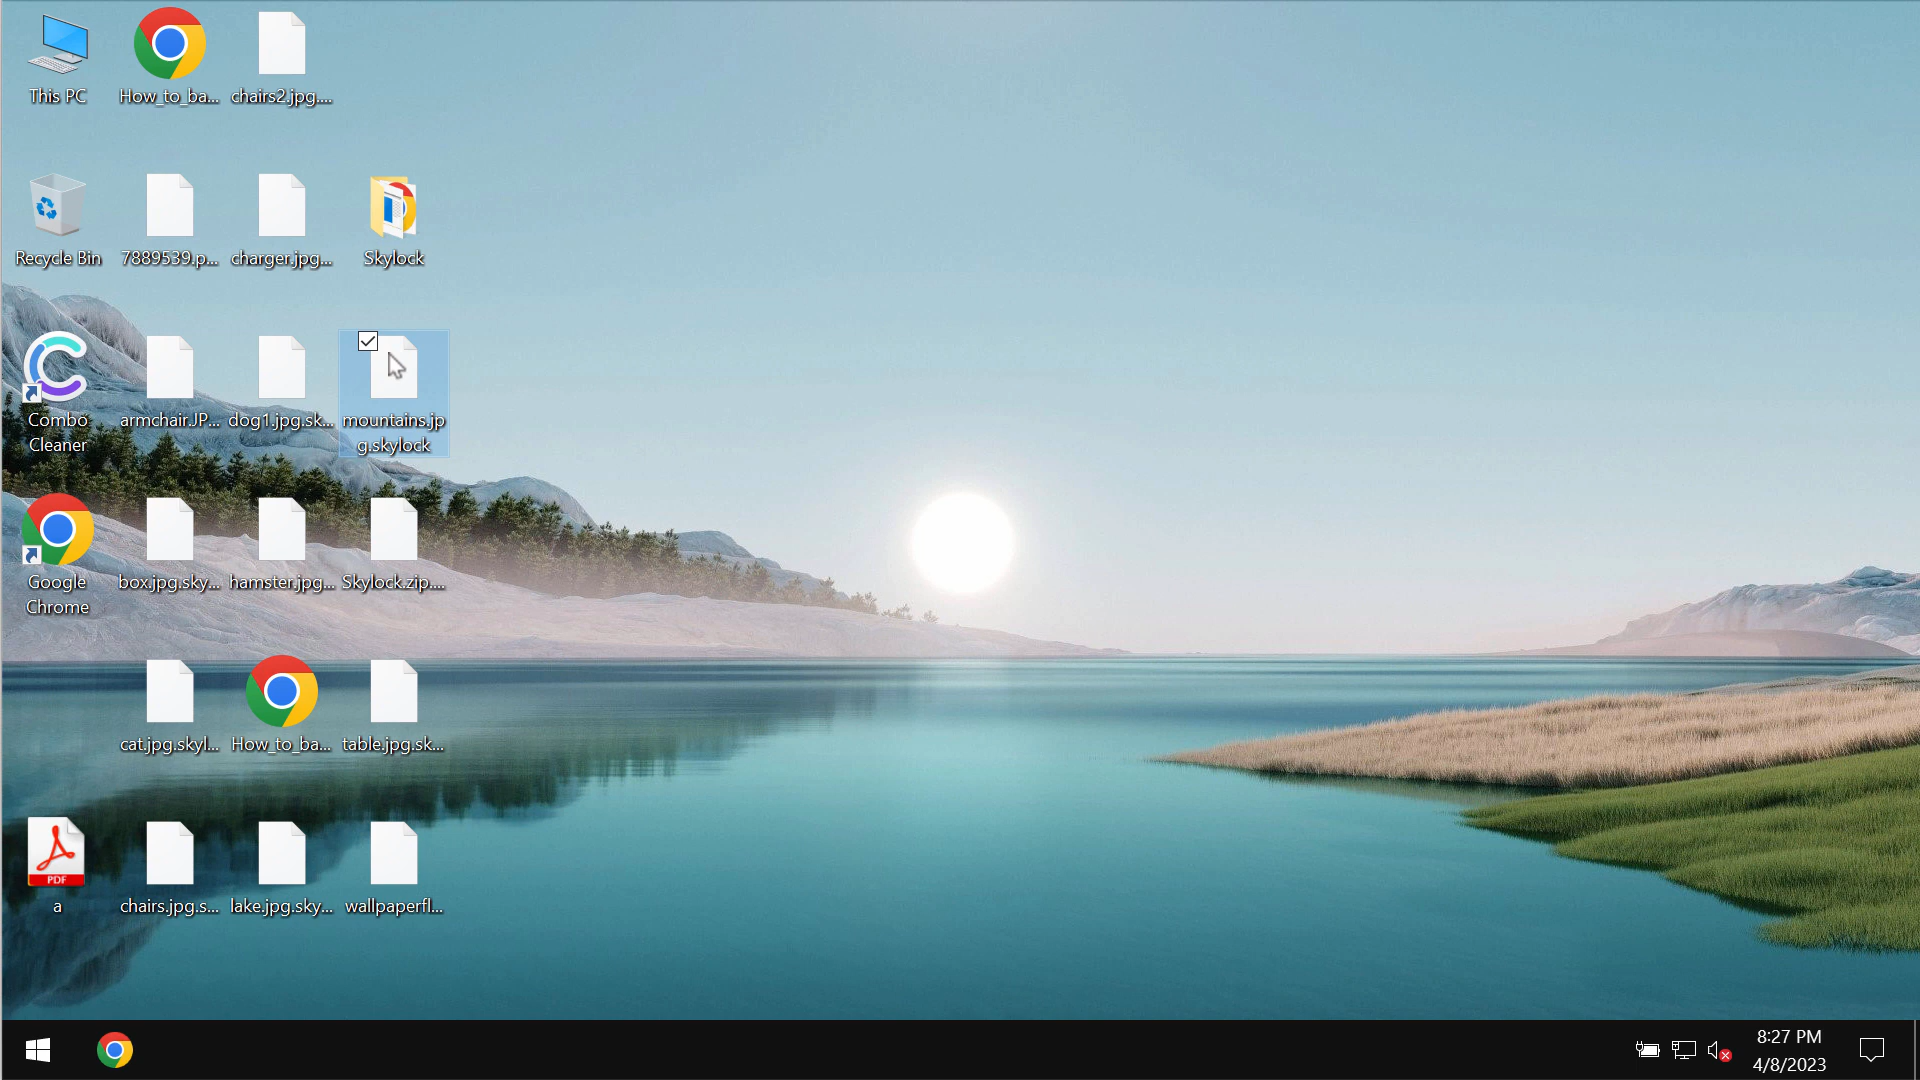 This PC
How_to_ba...
chairs2.jpg....
Recycle Bin
7889539.p...
charger.jpg...
Skylock
Combo
Cleaner
armchair.JP...
dog1.jpg.sk...
mountains.jp
g.skylock
Google
Chrome
box.jpg.sky...
hamster.jpg...
Skylock.zip....
cat.jpg.skyl...
How_to_ba...
table.jpg.sk...
PDF
a
chairs.jpg.s...
lake.jpg.sky...
wallpaperfl...
8:27 PM
4/8/2023